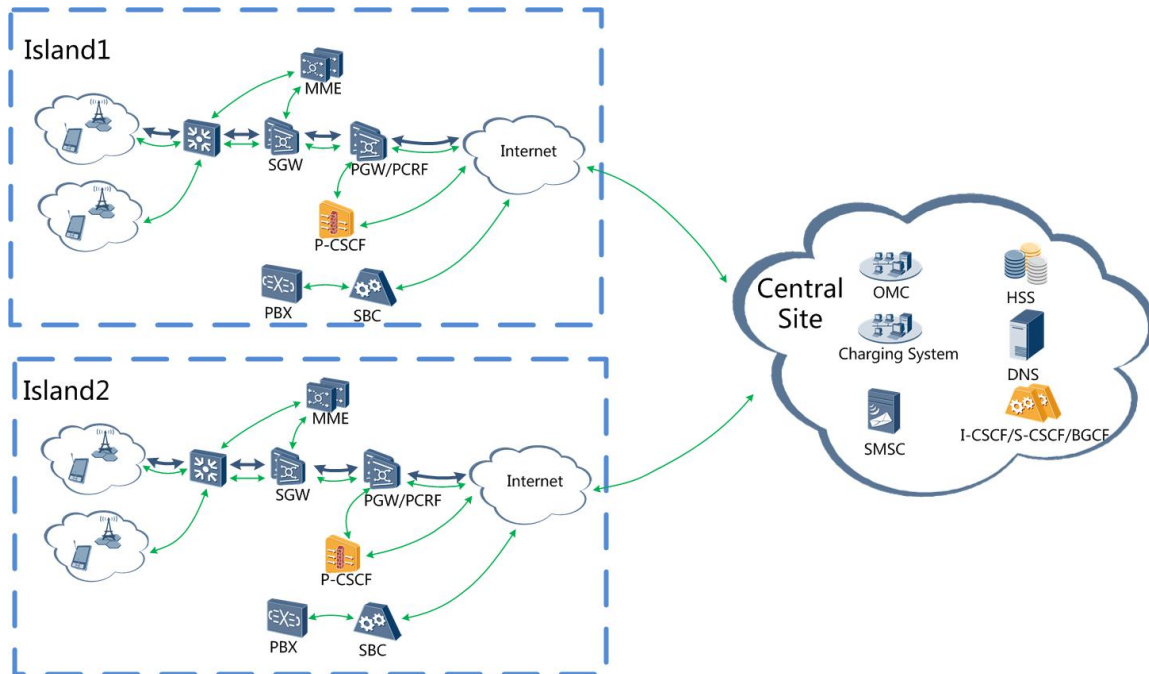 Island1
MME
SGW
PGW/PCRF
Internet
P-CSCF
PBX
SBC
Island2
MME
SGW
PGW/PCRF
Internet
P-CSCF
PBX
SBC
Central
Site
OMC
HSS
Charging System
DNS
SMSC
I-CSCF/S-CSCF/BGCF